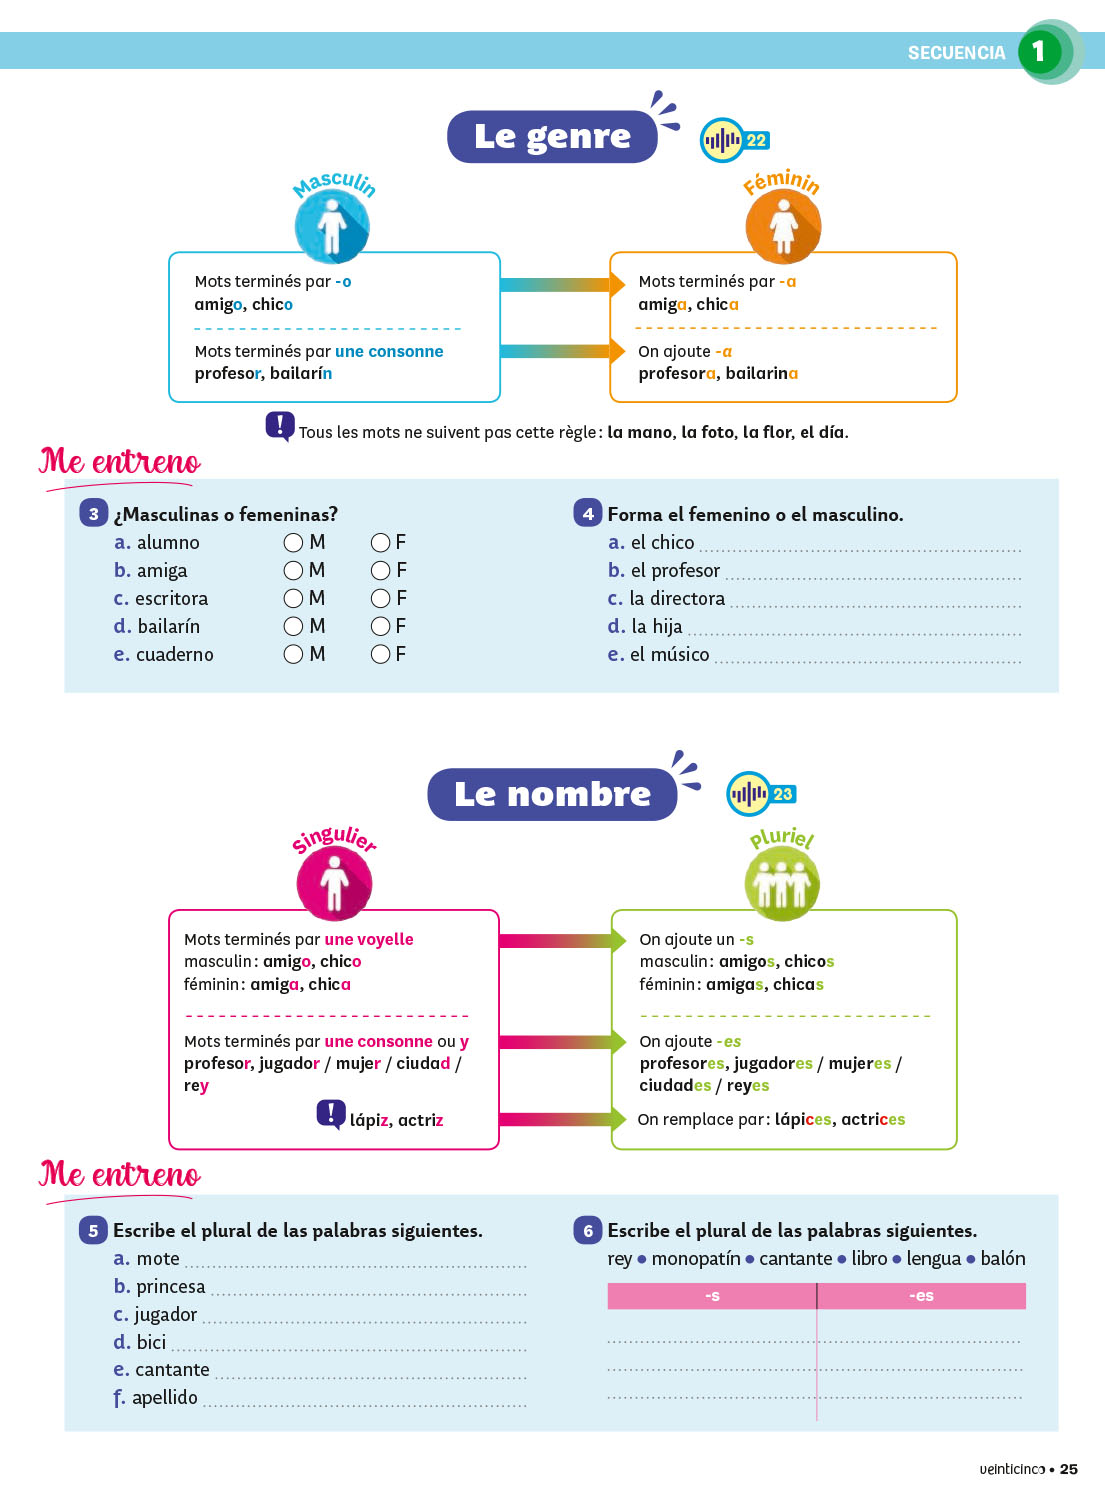 SECUENCIA 1
Le genre
22
Masculin
Mots terminés par -o
amigo, chico
Mots terminés par une consonne
profesor, bailarín
Féminin
Mots terminés par -a
amiga, chica
On ajoute -a
profesora, bailarina
! Tous les mots ne suivent pas cette règle : la mano, la foto, la flor, el día.
Me entreno
3 ¿Masculinas o femeninas?
a. alumno M F
b. amiga M F
c. escritora M F
d. bailarín M F
e. cuaderno M F
4 Forma el femenino o el masculino.
a. el chico
b. el profesor
c. la directora
d. la hija
e. el músico
Le nombre
23
Singulier
Mots terminés par une voyelle
masculin : amigo, chico
féminin : amiga, chica
Mots terminés par une consonne ou y
profesor, jugador / mujer / ciudad /
rey
! lápiz, actriz
Pluriel
On ajoute un -s
masculin : amigos, chicos
féminin : amigas, chicas
On ajoute -es
profesores, jugadores / mujeres /
ciudades / reyes
On remplace par : lápices, actrices
Me entreno
5 Escribe el plural de las palabras siguientes.
a. mote
b. princesa
c. jugador
d. bici
e. cantante
f. apellido
6 Escribe el plural de las palabras siguientes.
rey • monopatín • cantante • libro • lengua • balón
-s -es
veinticinco • 25